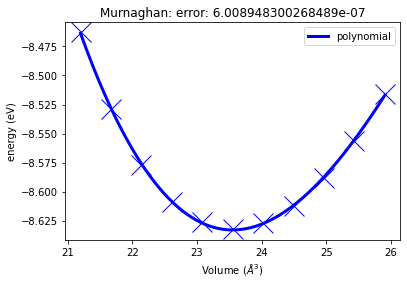 Murnaghan: error: 6.008948300268489e-07
polynomial
energy (eV)
−8.475
−8.500
−8.525
−8.550
−8.575
−8.600
−8.625
21 22 23 24 25 26
Volume (Å³)